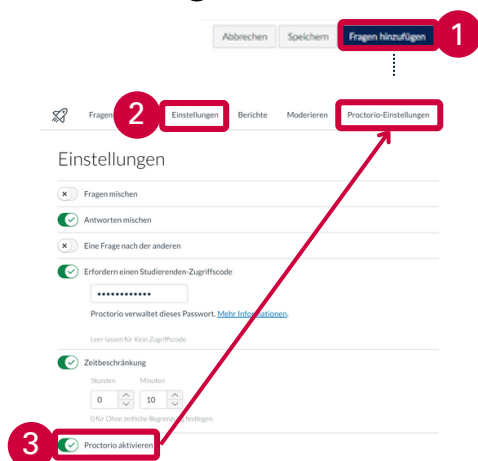 Abbrechen Speichern Fragen hinzufügen 1
Fragen 2 Einstellungen Berichte Moderieren Proctorio-Einstellungen
Einstellungen
Fragen mischen
Antworten mischen
Eine Frage nach der anderen
Erfordern einen Studierenden-Zugriffscode
••••••••••••
Proctorio verwaltet dieses Passwort. Mehr Informationen.
Leer lassen für Kein Zugriffscode
Zeitbeschränkung
Stunden Minuten
0 10
0 für Ohne zeitliche Begrenzung festlegen
3 Proctorio aktivieren